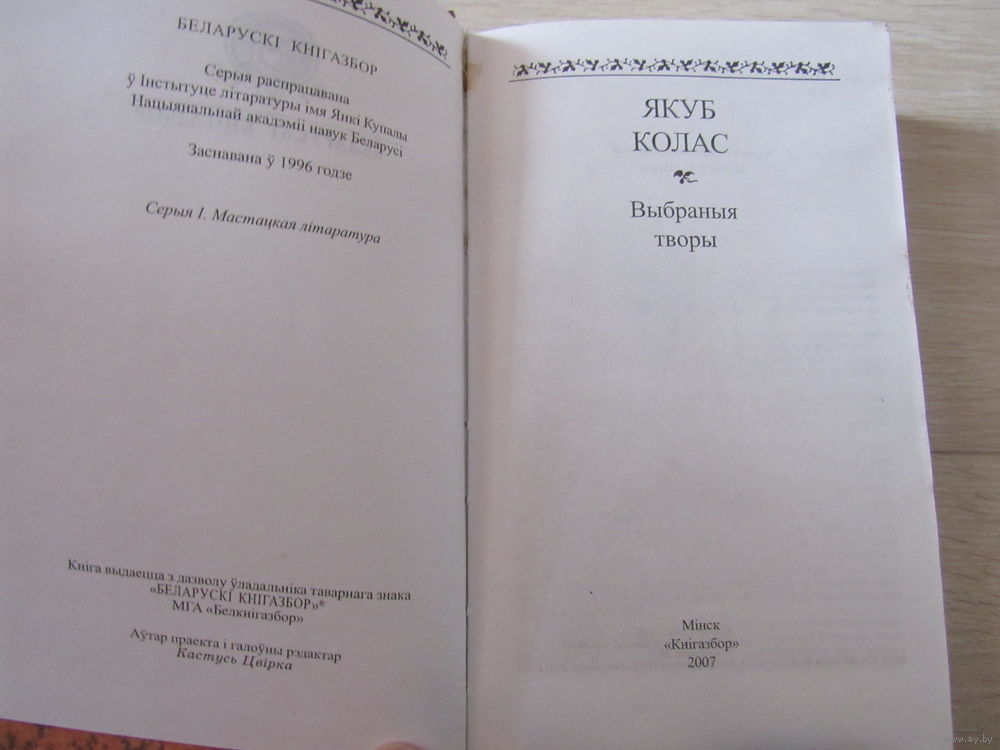 БЕЛАРУСКІ КНІГАЗБОР
Серыя распрацавана
ў Інстытуце літаратуры імя Янкі Купалы
Нацыянальнай акадэміі навук Беларусі
Заснавана ў 1996 годзе
Серыя І. Мастацкая літаратура
Кніга выдаецца з дазволу ўладальніка таварнага знака
«БЕЛАРУСКІ КНІГАЗБОР»®
МГА «Белкнігазбор»
Аўтар праекта і галоўны рэдактар
Кастусь Цвірка
ЯКУБ
КОЛАС
Выбраныя
творы
Мінск
«Кнігазбор»
2007
www.ay.by